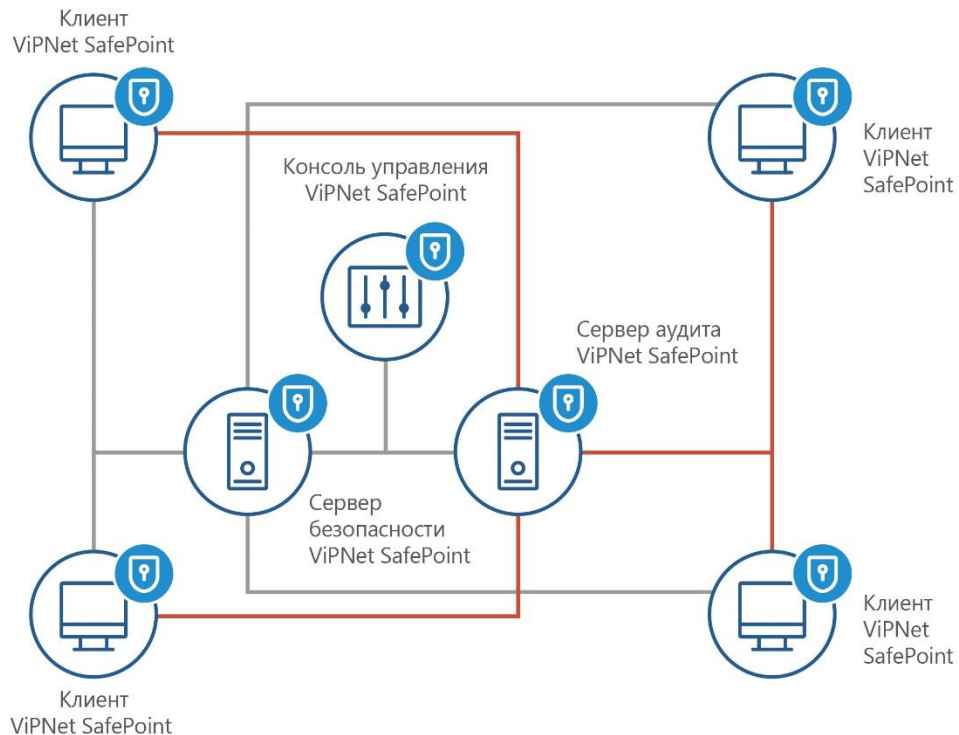 Клиент
ViPNet SafePoint
Клиент
ViPNet
SafePoint
Консоль управления
ViPNet SafePoint
Сервер аудита
ViPNet SafePoint
Сервер
безопасности
ViPNet SafePoint
Клиент
ViPNet
SafePoint
Клиент
ViPNet SafePoint